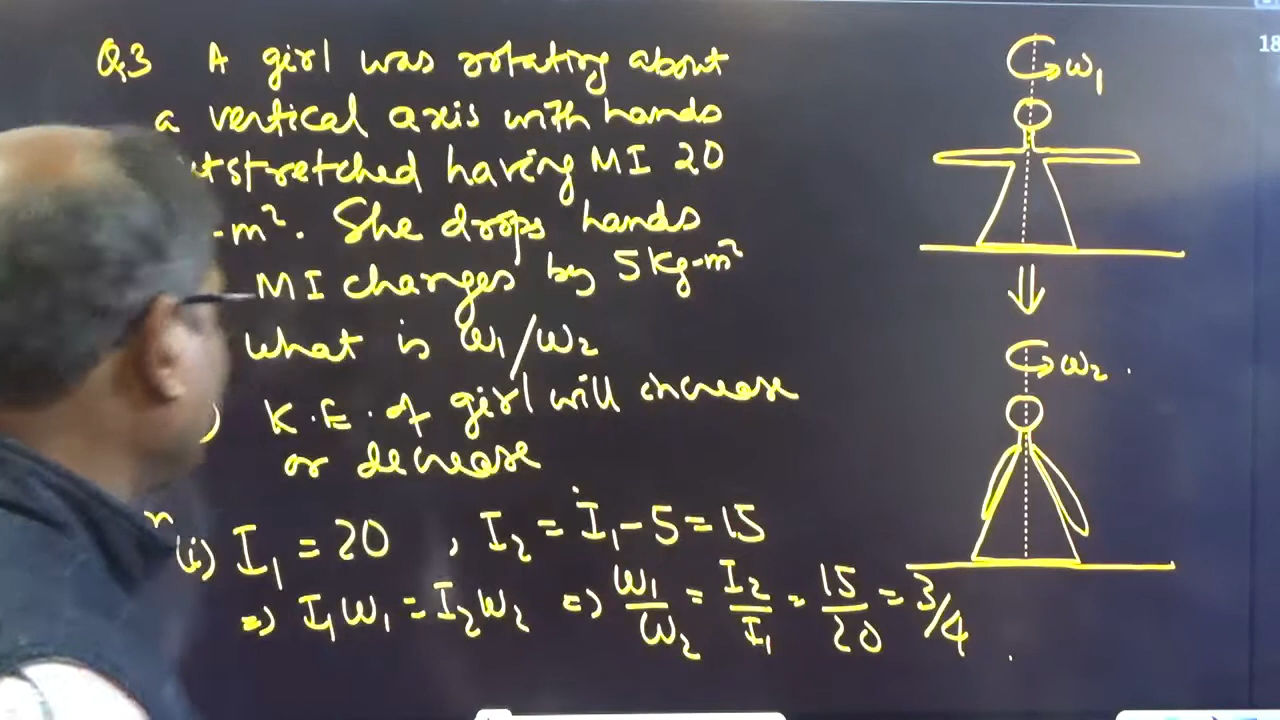 Q3 A girl was rotating about
a vertical axis with hands
tstretched having MI 20
-m². She drops hands
MI changes by 5 kg-m²
what is ω₁/ω₂
) K.E. of girl will increase
or decrease
n
(i) I₁ = 20 , I₂ = I₁ - 5 = 15
=> I₁ω₁ = I₂ω₂ => ω₁/ω₂ = I₂/I₁ = 15/20 = 3/4
ω₁
ω₂
18